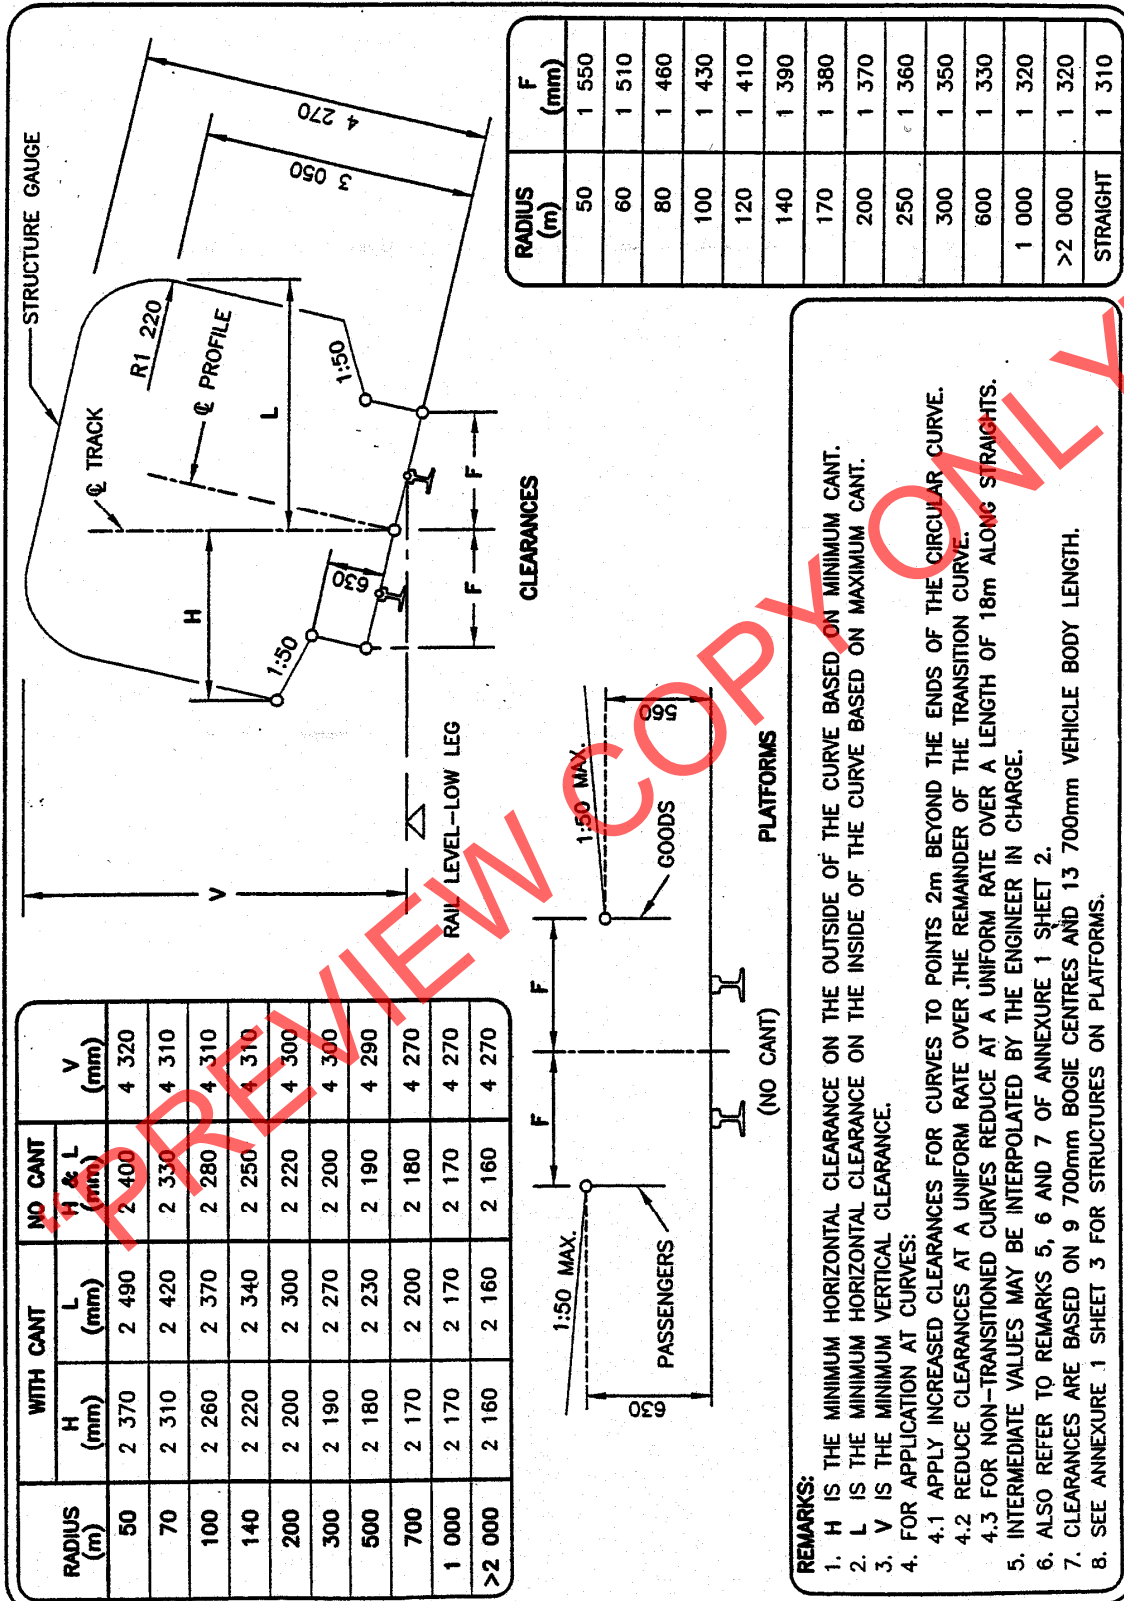 WITH CANT NO CANT
RADIUS (m) H (mm) L (mm) H & L (mm) V (mm)
50 2 370 2 490 2 400 4 320
70 2 310 2 420 2 330 4 310
100 2 260 2 370 2 280 4 310
140 2 220 2 340 2 250 4 310
200 2 200 2 300 2 220 4 300
300 2 190 2 270 2 200 4 300
500 2 180 2 230 2 190 4 290
700 2 170 2 200 2 180 4 270
1 000 2 170 2 170 2 170 4 270
>2 000 2 160 2 160 2 160 4 270
STRUCTURE GAUGE
℄ TRACK
R1 220
℄ PROFILE
H
L
V
1:50
1:50
630
3 050
4 270
F
F
RAIL LEVEL-LOW LEG
CLEARANCES
1:50 MAX.
1:50 MAX.
F
F
630
560
PASSENGERS
GOODS
(NO CANT)
PLATFORMS
RADIUS (m) F (mm)
50 1 550
60 1 510
80 1 460
100 1 430
120 1 410
140 1 390
170 1 380
200 1 370
250 1 360
300 1 350
600 1 330
1 000 1 320
>2 000 1 320
STRAIGHT 1 310
REMARKS:
1. H IS THE MINIMUM HORIZONTAL CLEARANCE ON THE OUTSIDE OF THE CURVE BASED ON MINIMUM CANT.
2. L IS THE MINIMUM HORIZONTAL CLEARANCE ON THE INSIDE OF THE CURVE BASED ON MAXIMUM CANT.
3. V IS THE MINIMUM VERTICAL CLEARANCE.
4. FOR APPLICATION AT CURVES:
4.1 APPLY INCREASED CLEARANCES FOR CURVES TO POINTS 2m BEYOND THE ENDS OF THE CIRCULAR CURVE.
4.2 REDUCE CLEARANCES AT A UNIFORM RATE OVER THE REMAINDER OF THE TRANSITION CURVE.
4.3 FOR NON-TRANSITIONED CURVES REDUCE AT A UNIFORM RATE OVER A LENGTH OF 18m ALONG STRAIGHTS.
5. INTERMEDIATE VALUES MAY BE INTERPOLATED BY THE ENGINEER IN CHARGE.
6. ALSO REFER TO REMARKS 5, 6 AND 7 OF ANNEXURE 1 SHEET 2.
7. CLEARANCES ARE BASED ON 9 700mm BOGIE CENTRES AND 13 700mm VEHICLE BODY LENGTH.
8. SEE ANNEXURE 1 SHEET 3 FOR STRUCTURES ON PLATFORMS.
"PREVIEW COPY ONLY